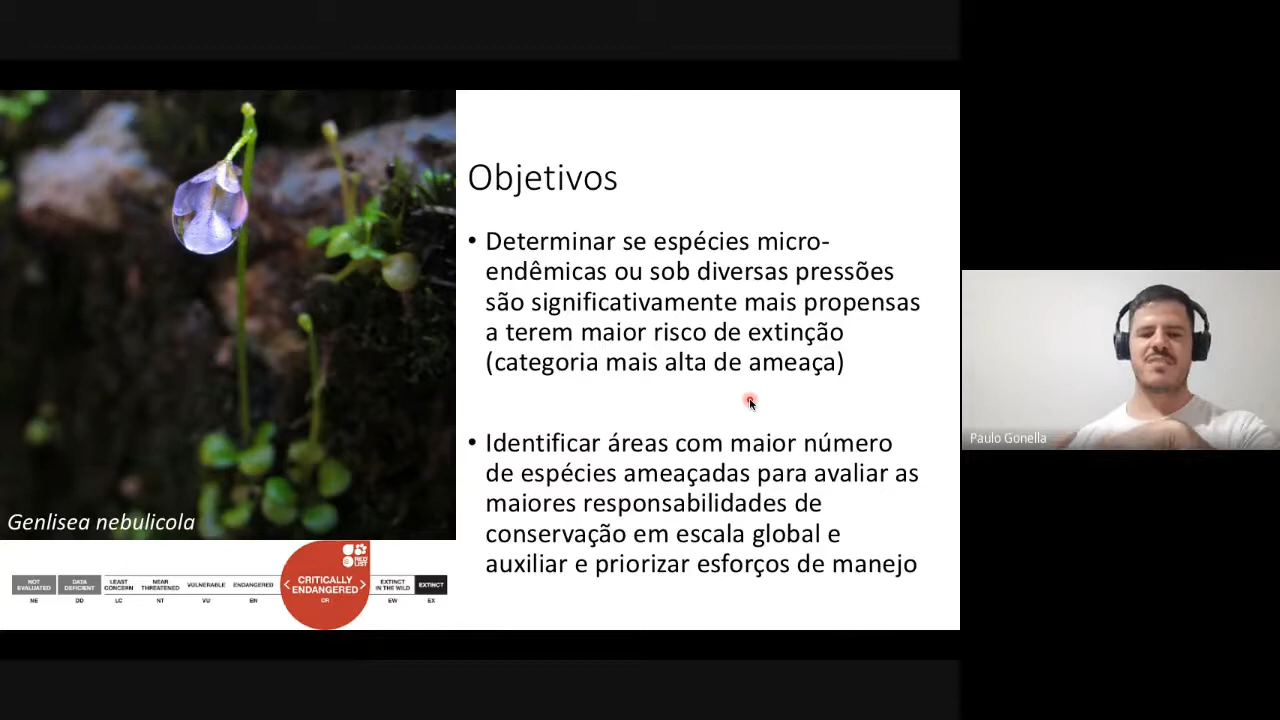 Objetivos
• Determinar se espécies micro-
endêmicas ou sob diversas pressões
são significativamente mais propensas
a terem maior risco de extinção
(categoria mais alta de ameaça)
• Identificar áreas com maior número
de espécies ameaçadas para avaliar as
maiores responsabilidades de
conservação em escala global e
auxiliar e priorizar esforços de manejo
Genlisea nebulicola
NOT EVALUATED
NE
DATA DEFICIENT
DD
LEAST CONCERN
LC
NEAR THREATENED
NT
VULNERABLE
VU
ENDANGERED
EN
CRITICALLY
ENDANGERED
CR
EXTINCT IN THE WILD
EW
EXTINCT
EX
Paulo Gonella